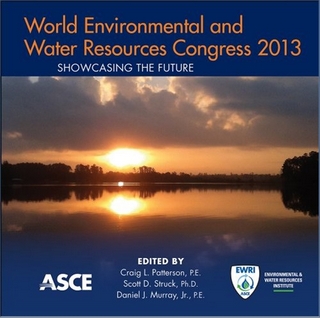 World Environmental and
Water Resources Congress 2013
SHOWCASING THE FUTURE
EDITED BY
Craig L. Patterson, P.E.
Scott D. Struck, Ph.D.
Daniel J. Murray, Jr., P.E.
ASCE
EWRI
ASCE
ENVIRONMENTAL &
WATER RESOURCES
INSTITUTE